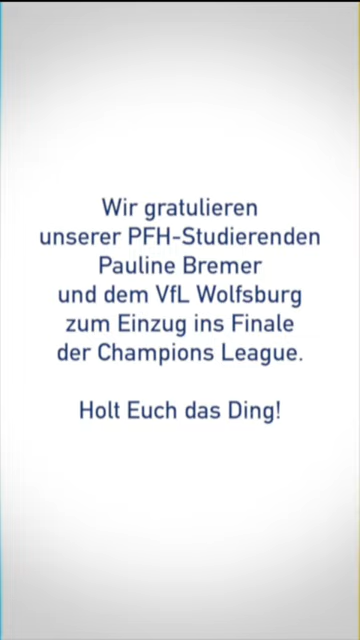 Wir gratulieren
unserer PFH-Studierenden
Pauline Bremer
und dem VfL Wolfsburg
zum Einzug ins Finale
der Champions League.
Holt Euch das Ding!